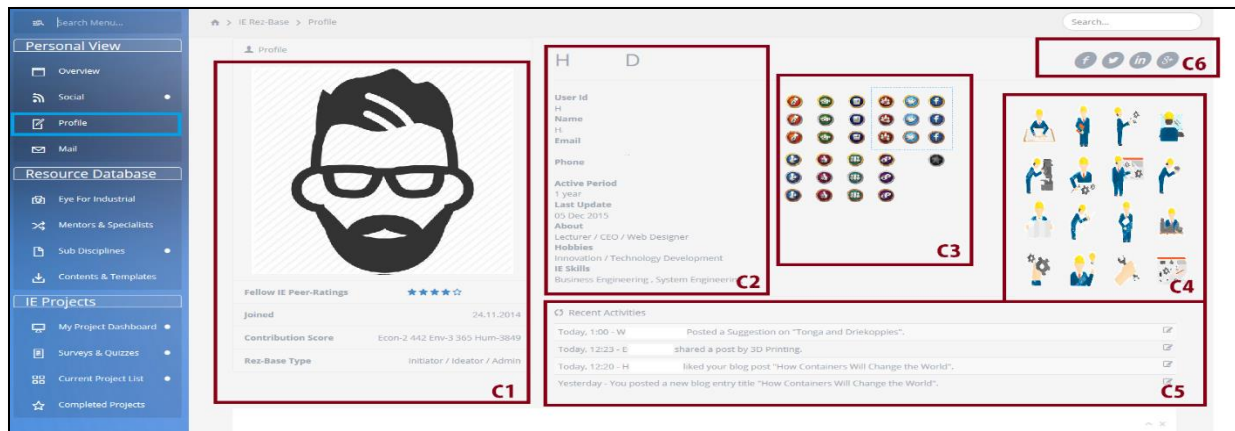 Search Menu...
Personal View
Overview
Social
Profile
Mail
Resource Database
Eye For Industrial
Mentors & Specialists
Sub Disciplines
Contents & Templates
IE Projects
My Project Dashboard
Surveys & Quizzes
Current Project List
Completed Projects
> IE Rez-Base > Profile
Search...
Profile
Fellow IE Peer-Ratings
Joined 24.11.2014
Contribution Score Econ-2 442 Env-3 365 Hum-3849
Rez-Base Type Initiator / Ideator / Admin
C1
H D
User Id
H
Name
H
Email
Phone
Active Period
1 year
Last Update
05 Dec 2015
About
Lecturer / CEO / Web Designer
Hobbies
Innovation / Technology Development
IE Skills
Business Engineering , System Engineering
C2
C3
f in g+ C6
C4
Recent Activities
Today, 1:00 - W Posted a Suggestion on "Tonga and Driekoppies".
Today, 12:23 - E shared a post by 3D Printing.
Today, 12:20 - H liked your blog post "How Containers Will Change the World".
Yesterday - You posted a new blog entry title "How Containers Will Change the World".
C5